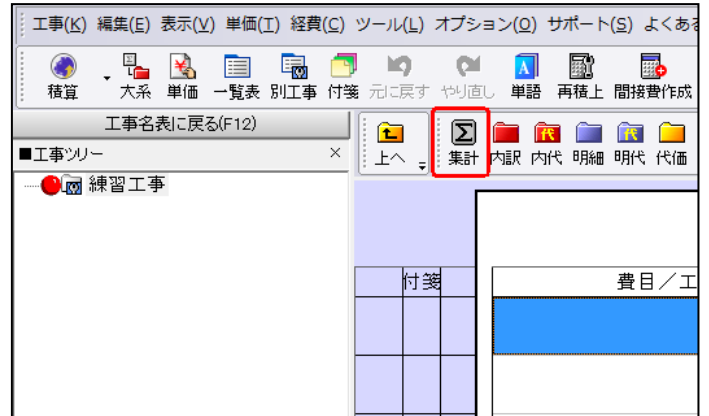 工事(K) 編集(E) 表示(V) 単価(T) 経費(C) ツール(L) オプション(O) サポート(S) よくある
積算 大系 単価 一覧表 別工事 付箋 元に戻す やり直し 単語 再積上 間接費作成
工事名表に戻る(F12)
■工事ツリー ×
上へ 集計 内訳 内代 明細 明代 代価
練習工事
付箋 費目／工